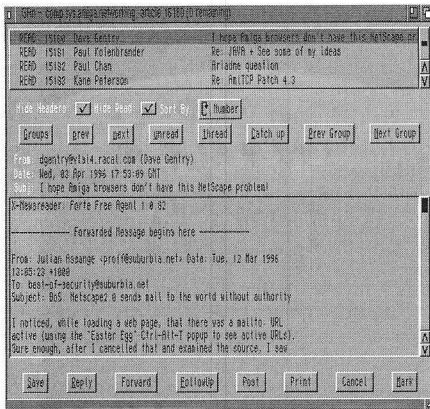 GRn - comp.sys.amiga.networking, article 15180 (0 remaining)
READ 15180 Dave Gentry I hope Amiga browsers don't have this NetScape pr
READ 15181 Paul Kolenbrander Re: JAVA + See some of my ideas
READ 15182 Paul Chan Ariadne question
READ 15183 Kane Peterson Re: AmiTCP Patch 4.3
Hide Headers Hide Read Sort By Number
Groups prev next unread Thread Catch up Prev Group Next Group
From: dgentry@vlai4.racal.com (Dave Gentry)
Date: Wed, 03 Apr 1996 17:53:09 GMT
Subj: I hope Amiga browsers don't have this NetScape problem!
X-Newsreader: Forte Free Agent 1.0.82
--------------- Forwarded Message begins here ---------------
From: Julian Assange <proff@suburbia.net> Date: Tue, 12 Mar 1996
13:05:23 +1000
To: best-of-security@suburbia.net
Subject: BoS: Netscape2.0 sends mail to the world without authority
I noticed, while loading a web page, that there was a mailto: URL
active (using the "Easter Egg" Ctrl-Alt-T popup to see active URLs).
Sure enough, after I cancelled that and examined the source, I saw
Save Reply Forward FollowUp Post Print Cancel Mark